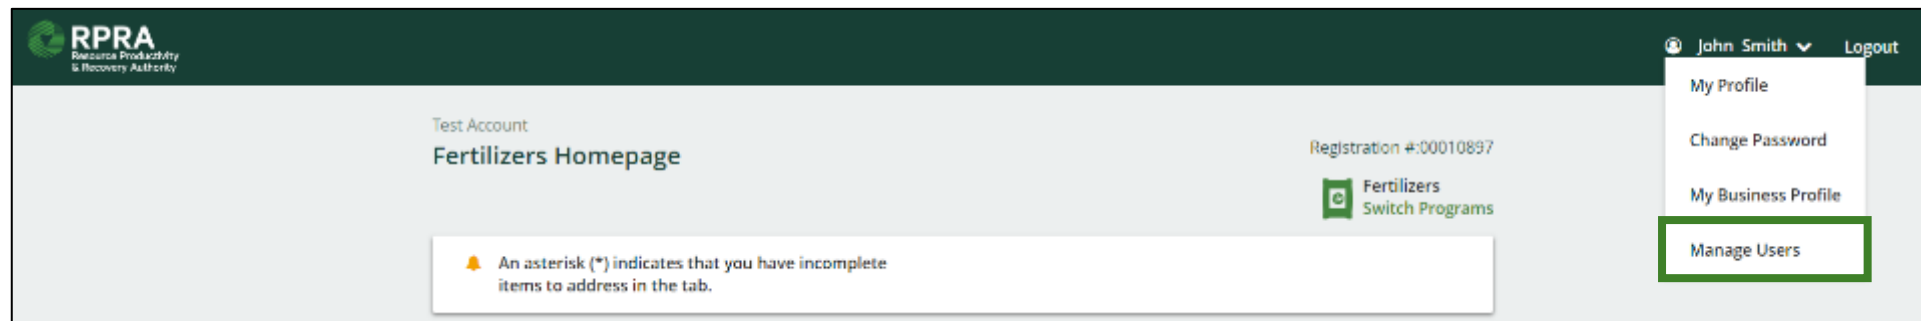 RPRA
Resource Productivity
& Recovery Authority
John Smith
Logout
My Profile
Change Password
My Business Profile
Manage Users
Test Account
Fertilizers Homepage
Registration #:00010897
Fertilizers
Switch Programs
An asterisk (*) indicates that you have incomplete
items to address in the tab.